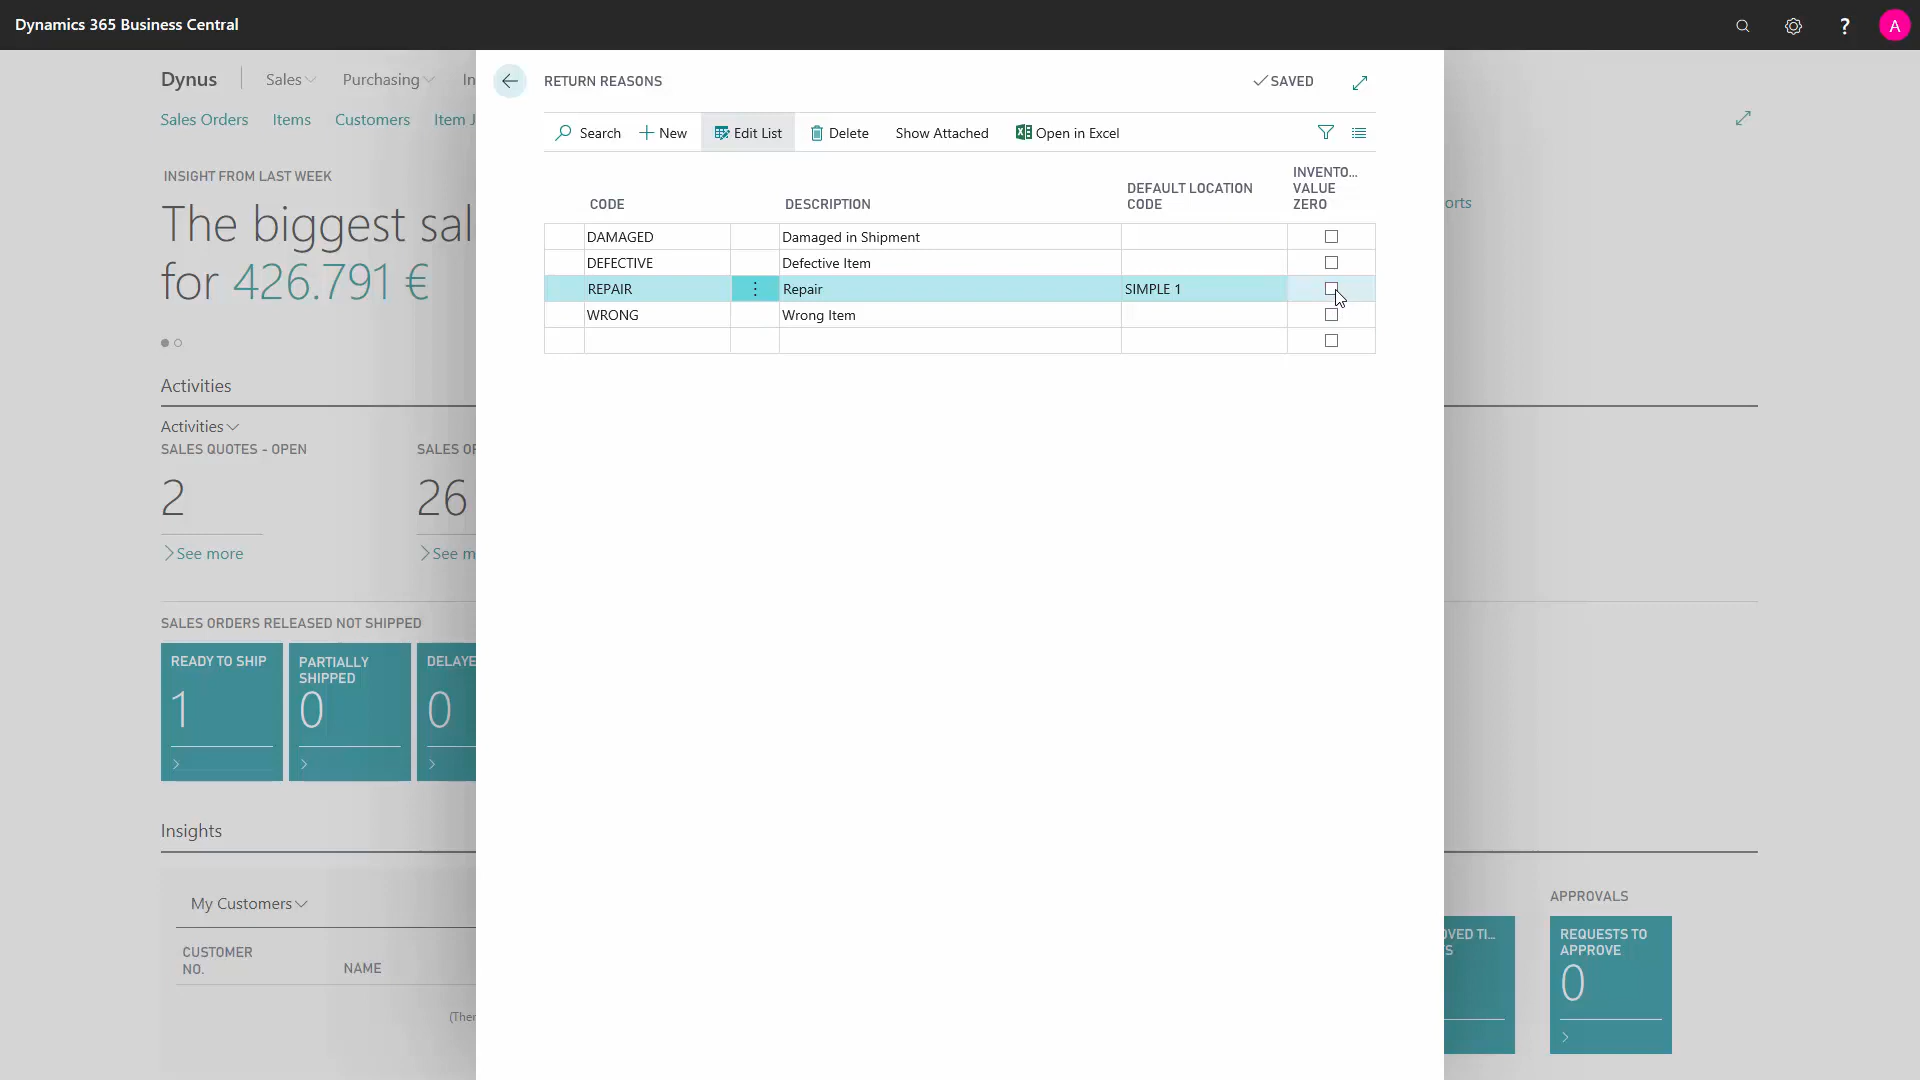 Dynamics 365 Business Central
?
A
Dynus
Sales
Purchasing
In
Sales Orders
Items
Customers
Item J
INSIGHT FROM LAST WEEK
The biggest sal
for 426.791 €
Activities
Activities
SALES QUOTES - OPEN
SALES OF
2
26
See more
See m
SALES ORDERS RELEASED NOT SHIPPED
READY TO SHIP
PARTIALLY
SHIPPED
DELAYE
1
0
0
Insights
My Customers
CUSTOMER
NO.
NAME
(Ther
RETURN REASONS
SAVED
Search
New
Edit List
Delete
Show Attached
Open in Excel
CODE
DESCRIPTION
DEFAULT LOCATION
CODE
INVENTO...
VALUE
ZERO
DAMAGED
Damaged in Shipment
DEFECTIVE
Defective Item
REPAIR
Repair
SIMPLE 1
WRONG
Wrong Item
orts
OVED TI...
S
APPROVALS
REQUESTS TO
APPROVE
0